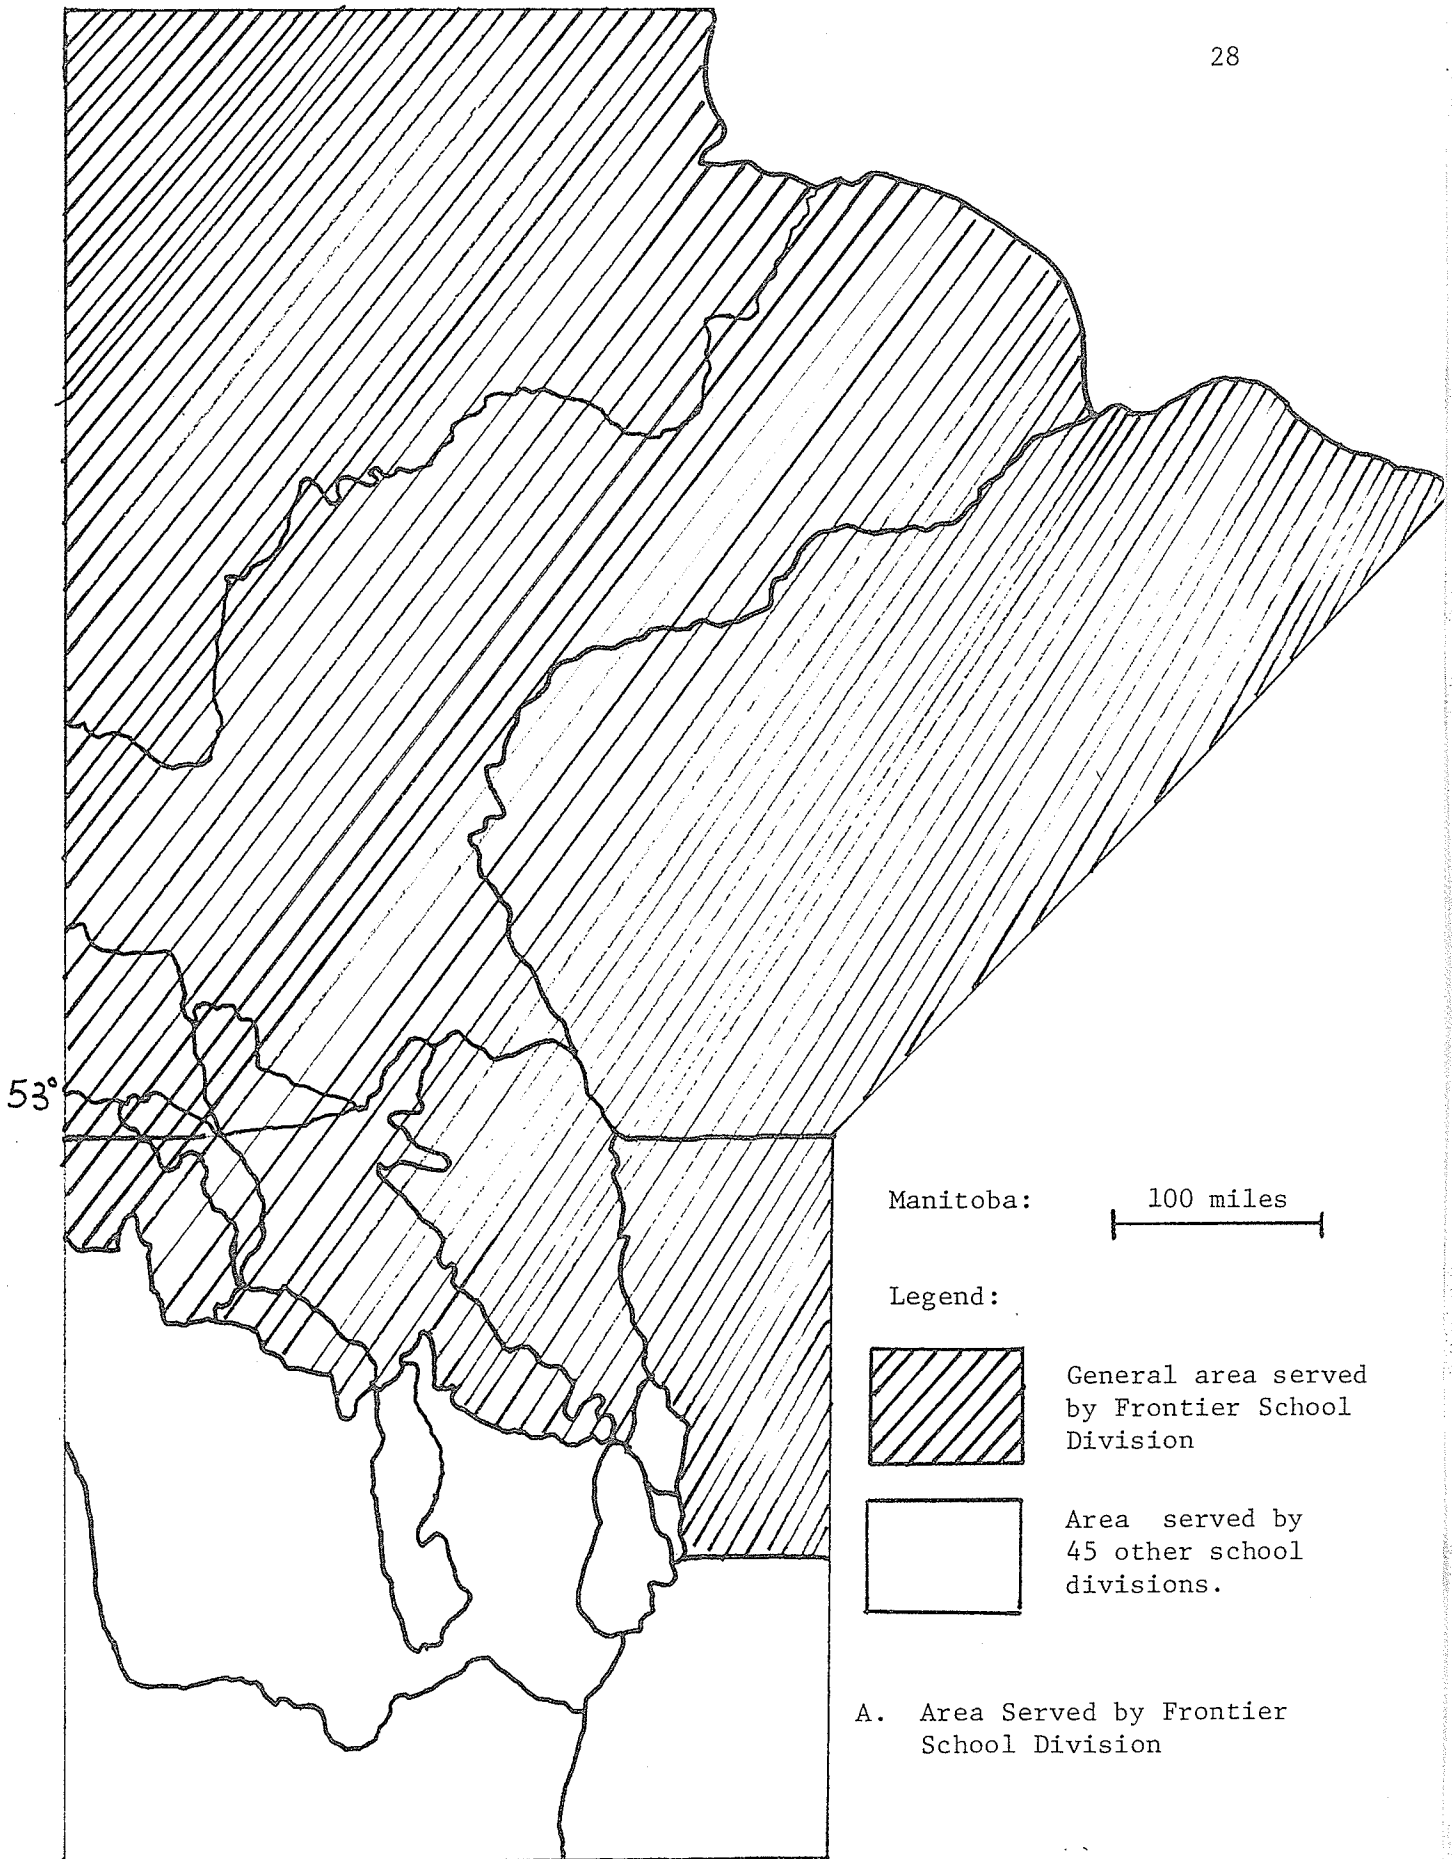 28
53°
Manitoba:
100 miles
Legend:
General area served
by Frontier School
Division
Area served by
45 other school
divisions.
A. Area Served by Frontier
School Division